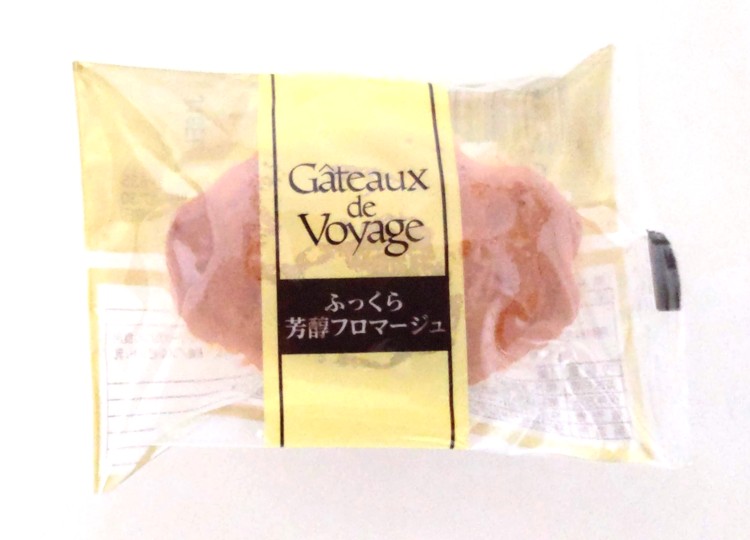 Gâteaux
de
Voyage
ふっくら
芳醇フロマージュ